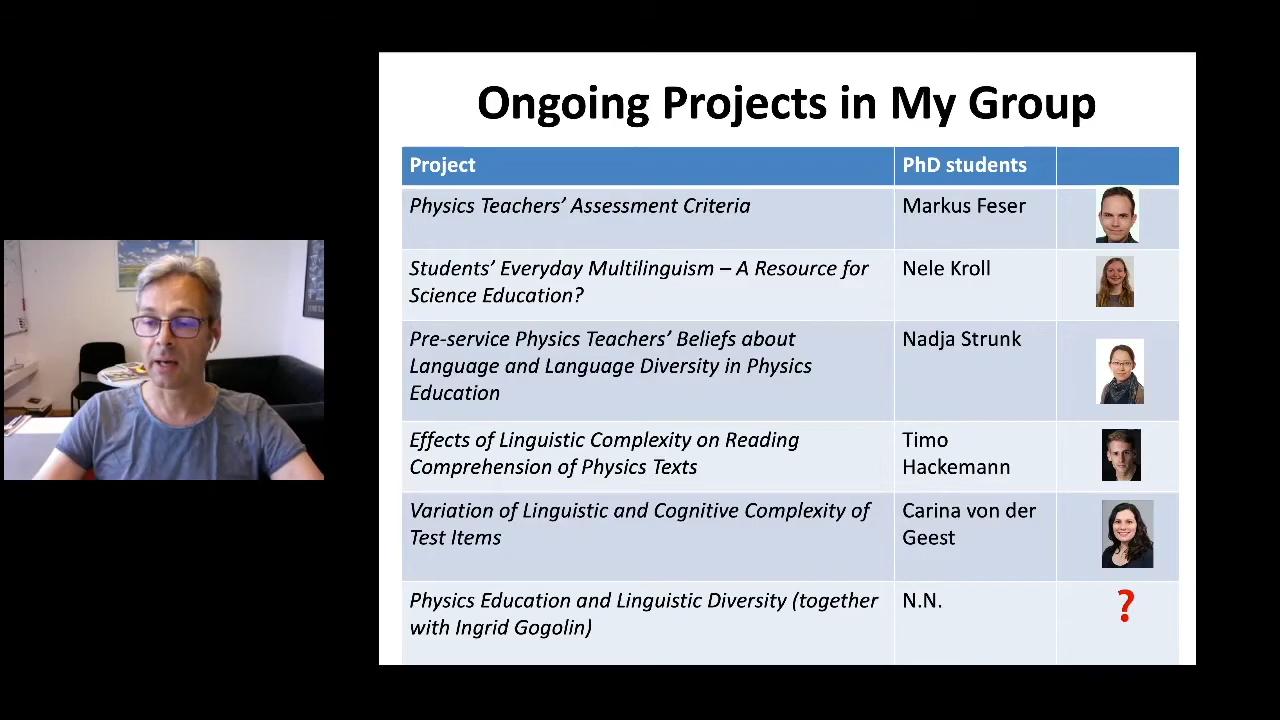 Ongoing Projects in My Group
Project PhD students
Physics Teachers’ Assessment Criteria Markus Feser
Students’ Everyday Multilinguism – A Resource for Nele Kroll
Science Education?
Pre-service Physics Teachers’ Beliefs about Nadja Strunk
Language and Language Diversity in Physics
Education
Effects of Linguistic Complexity on Reading Timo
Comprehension of Physics Texts Hackemann
Variation of Linguistic and Cognitive Complexity of Carina von der
Test Items Geest
Physics Education and Linguistic Diversity (together N.N. ?
with Ingrid Gogolin)